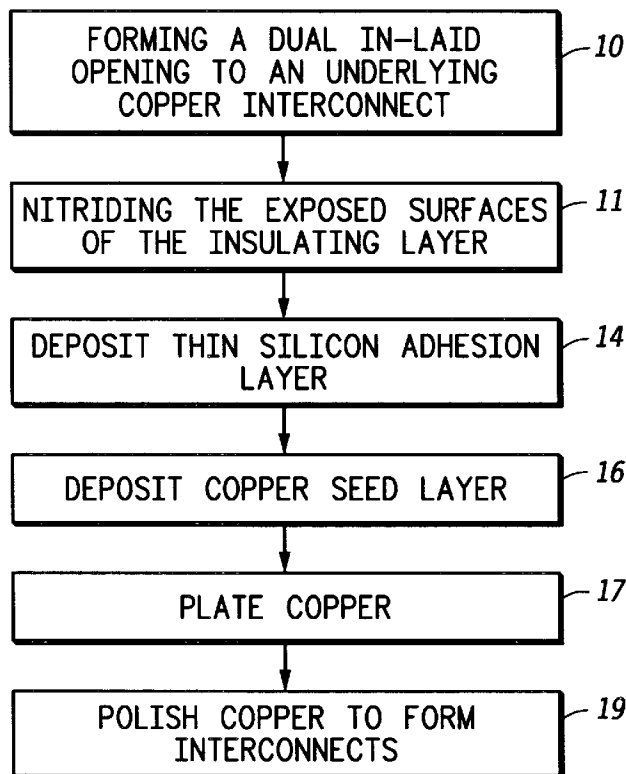 FORMING A DUAL IN-LAID
OPENING TO AN UNDERLYING
COPPER INTERCONNECT
10
NITRIDING THE EXPOSED SURFACES
OF THE INSULATING LAYER
11
DEPOSIT THIN SILICON ADHESION
LAYER
14
DEPOSIT COPPER SEED LAYER
16
PLATE COPPER
17
POLISH COPPER TO FORM
INTERCONNECTS
19